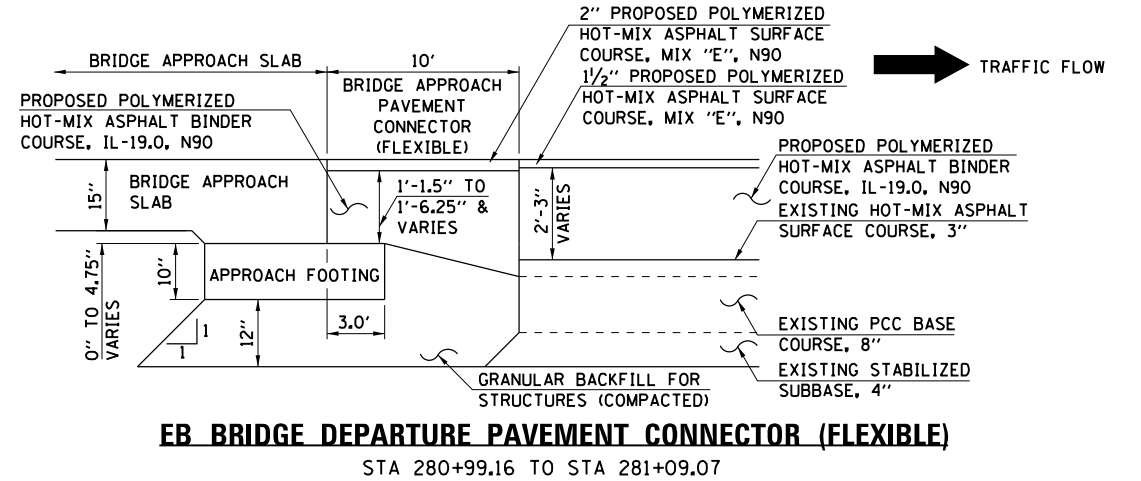 2" PROPOSED POLYMERIZED
HOT-MIX ASPHALT SURFACE
COURSE, MIX "E", N90
1½" PROPOSED POLYMERIZED
HOT-MIX ASPHALT SURFACE
COURSE, MIX "E", N90
TRAFFIC FLOW
BRIDGE APPROACH SLAB
10'
BRIDGE APPROACH
PAVEMENT
CONNECTOR
(FLEXIBLE)
PROPOSED POLYMERIZED
HOT-MIX ASPHALT BINDER
COURSE, IL-19.0, N90
PROPOSED POLYMERIZED
HOT-MIX ASPHALT BINDER
COURSE, IL-19.0, N90
15"
BRIDGE APPROACH
SLAB
1'-1.5" TO
1'-6.25" &
VARIES
2'-3"
VARIES
EXISTING HOT-MIX ASPHALT
SURFACE COURSE, 3"
0" TO 4.75"
VARIES
10"
APPROACH FOOTING
1
1
12"
3.0'
EXISTING PCC BASE
COURSE, 8"
EXISTING STABILIZED
SUBBASE, 4"
GRANULAR BACKFILL FOR
STRUCTURES (COMPACTED)
EB BRIDGE DEPARTURE PAVEMENT CONNECTOR (FLEXIBLE)
STA 280+99.16 TO STA 281+09.07